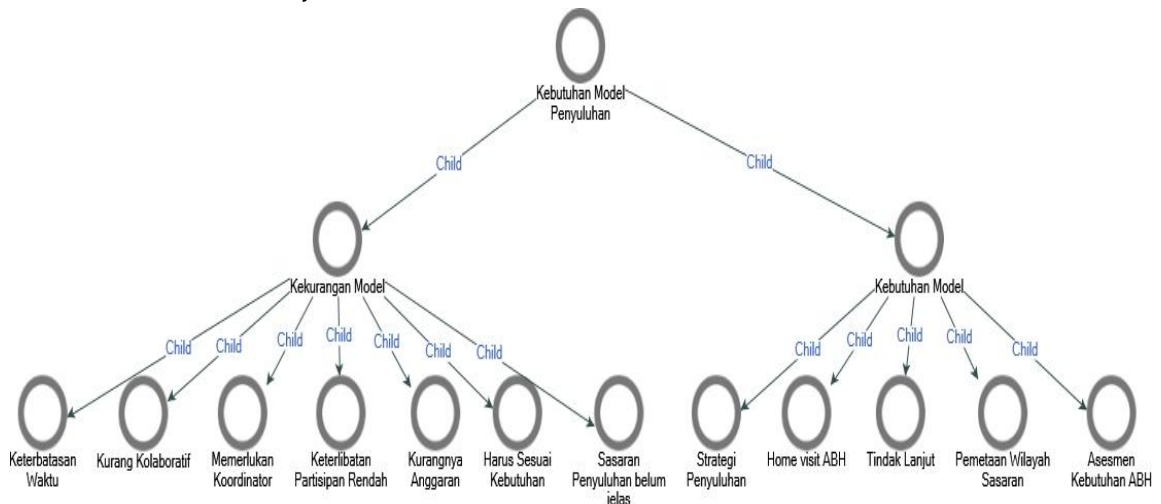 Kebutuhan Model
Penyuluhan
Child
Child
Kekurangan Model
Kebutuhan Model
Child
Child
Child
Child
Child
Child
Child
Child
Child
Child
Child
Child
Keterbatasan
Waktu
Kurang Kolaboratif
Memerlukan
Koordinator
Keterlibatan
Partisipan Rendah
Kurangnya
Anggaran
Harus Sesuai
Kebutuhan
Sasaran
Penyuluhan belum
jelas
Strategi
Penyuluhan
Home visit ABH
Tindak Lanjut
Pemetaan Wilayah
Sasaran
Asesmen
Kebutuhan ABH